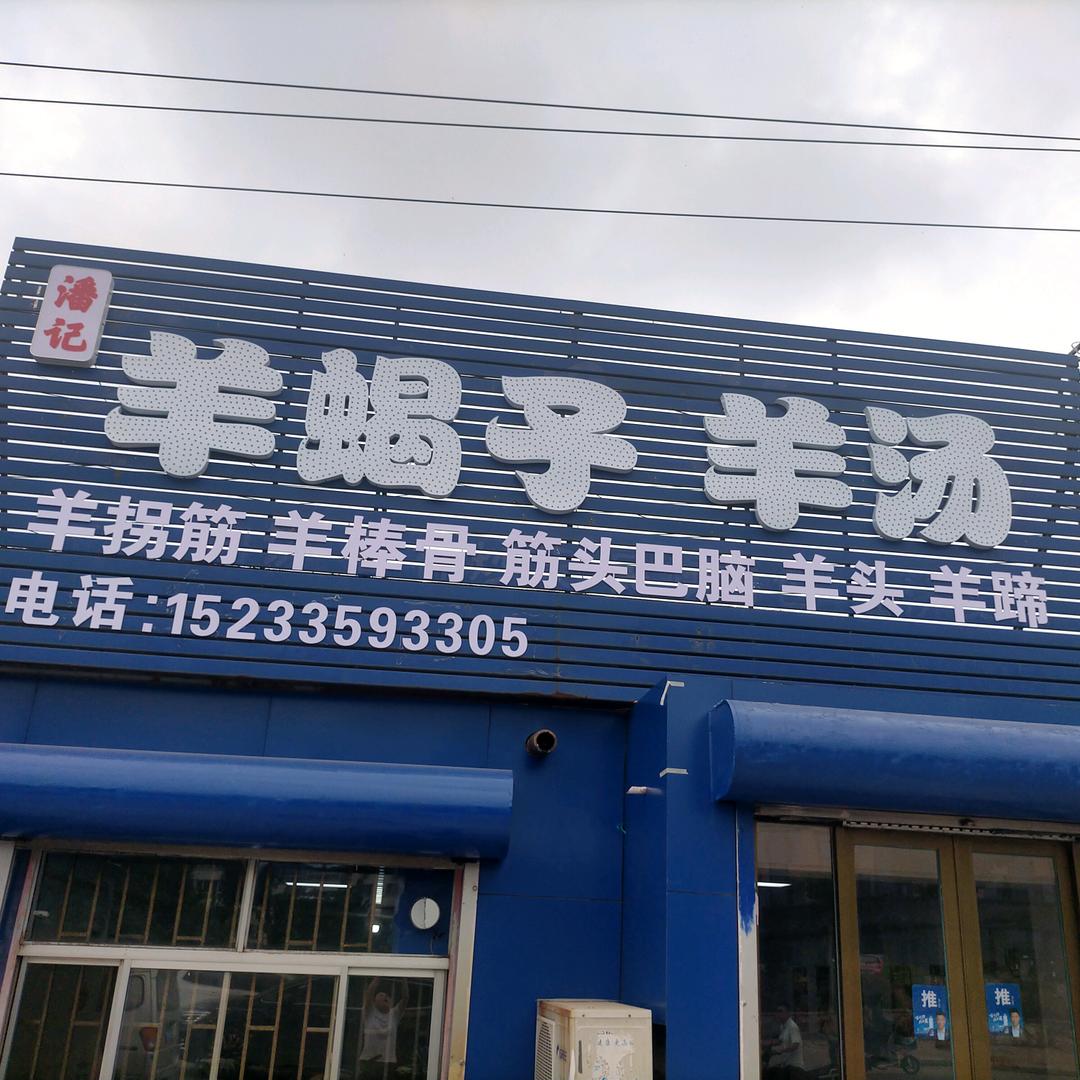 潘记
羊蝎子 羊汤
羊拐筋 羊棒骨 筋头巴脑 羊头 羊蹄
电话:15233593305
推
推